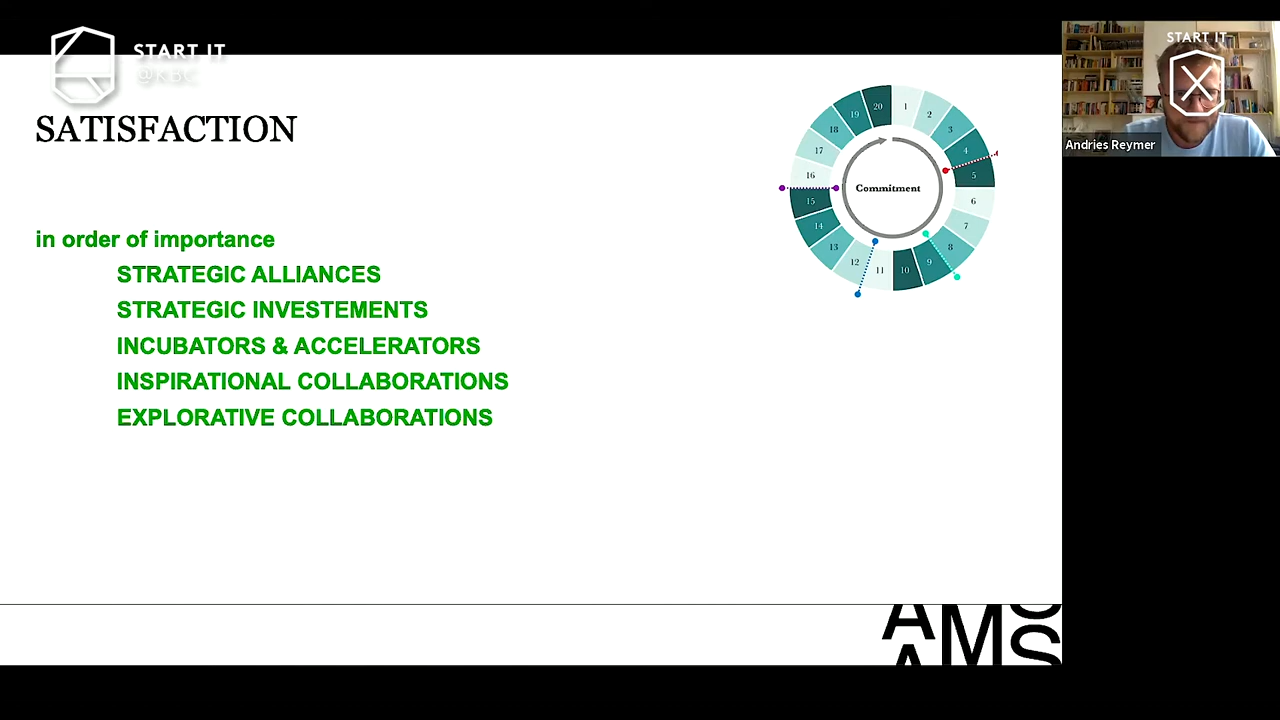 START IT
@KBC
SATISFACTION
in order of importance
STRATEGIC ALLIANCES
STRATEGIC INVESTEMENTS
INCUBATORS & ACCELERATORS
INSPIRATIONAL COLLABORATIONS
EXPLORATIVE COLLABORATIONS
Commitment
1
2
3
4
5
6
7
8
9
10
11
12
13
14
15
16
17
18
19
20
START IT
X
Andries Reymer
AMS